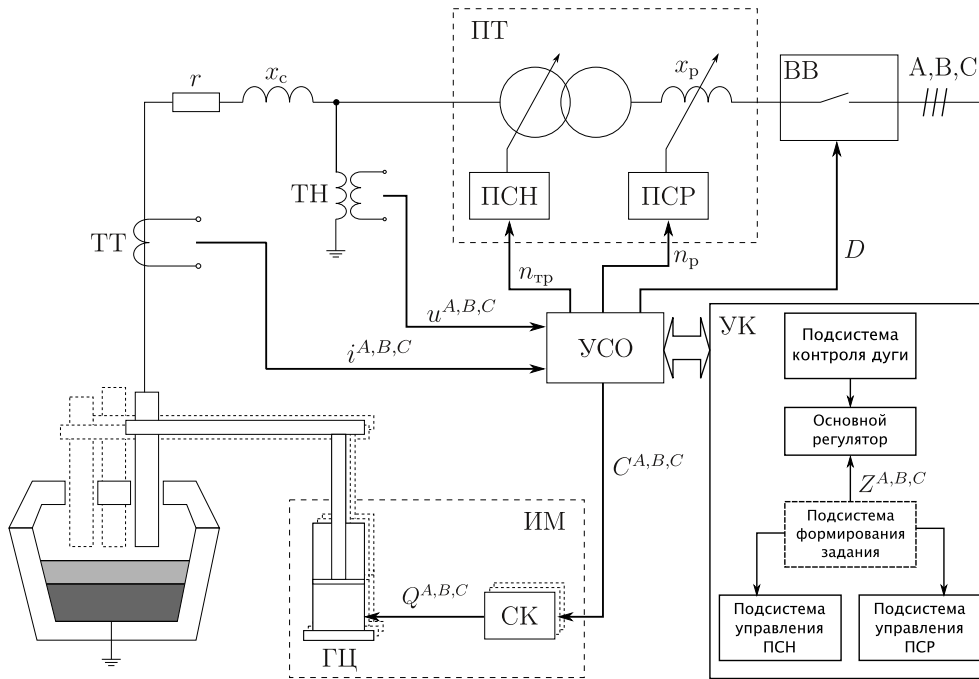 ПТ
r
x_с
x_р
ВВ
A,B,C
ТН
ПСН
ПСР
ТТ
n_тр
n_р
D
u^{A,B,C}
i^{A,B,C}
УСО
УК
Подсистема
контроля дуги
Основной
регулятор
C^{A,B,C}
Z^{A,B,C}
ИМ
Подсистема
формирования
задания
Q^{A,B,C}
СК
Подсистема
управления
ПСН
Подсистема
управления
ПСР
ГЦ